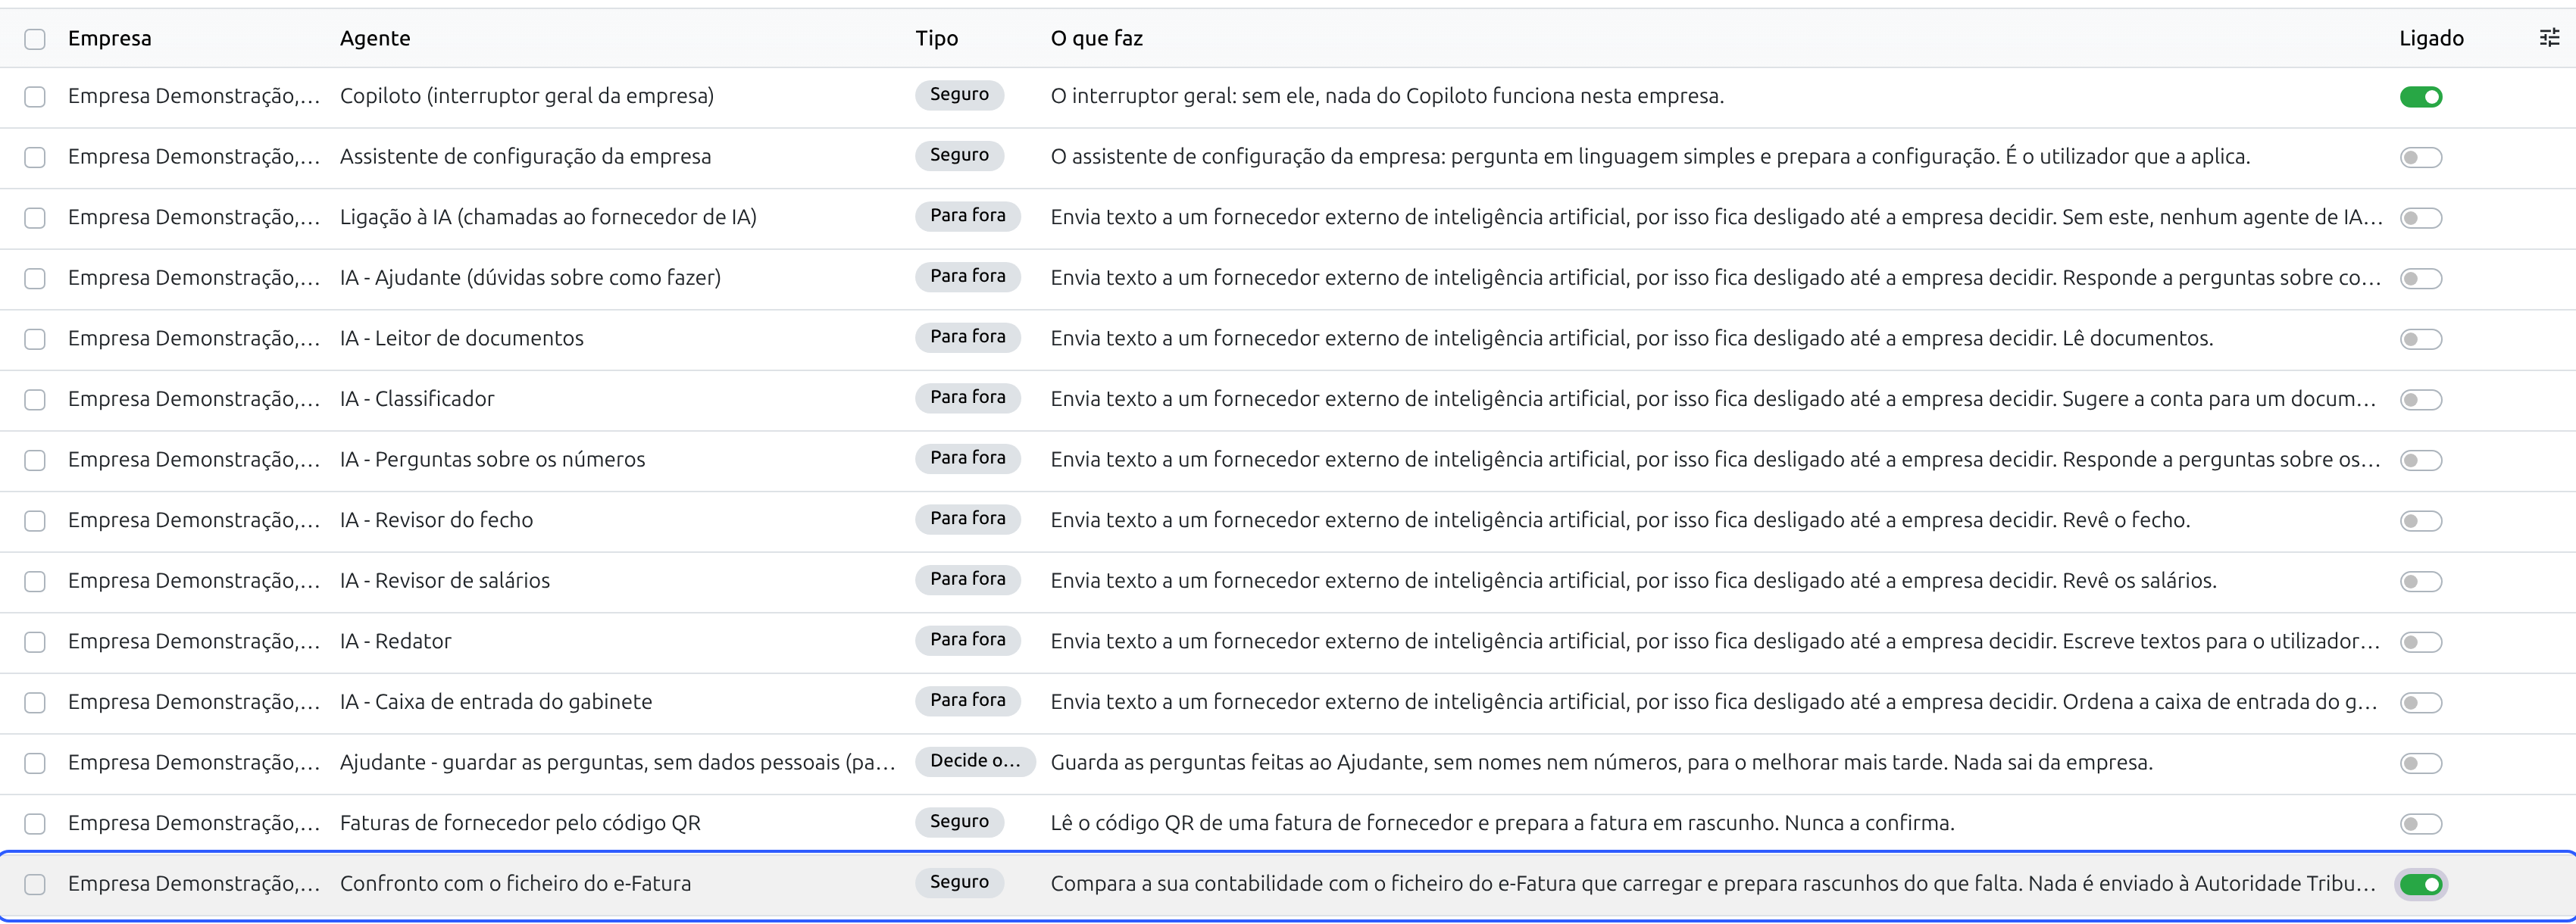 Empresa Agente Tipo O que faz Ligado
Empresa Demonstração,... Copiloto (interruptor geral da empresa) Seguro O interruptor geral: sem ele, nada do Copiloto funciona nesta empresa.
Empresa Demonstração,... Assistente de configuração da empresa Seguro O assistente de configuração da empresa: pergunta em linguagem simples e prepara a configuração. É o utilizador que a aplica.
Empresa Demonstração,... Ligação à IA (chamadas ao fornecedor de IA) Para fora Envia texto a um fornecedor externo de inteligência artificial, por isso fica desligado até a empresa decidir. Sem este, nenhum agente de IA...
Empresa Demonstração,... IA - Ajudante (dúvidas sobre como fazer) Para fora Envia texto a um fornecedor externo de inteligência artificial, por isso fica desligado até a empresa decidir. Responde a perguntas sobre co...
Empresa Demonstração,... IA - Leitor de documentos Para fora Envia texto a um fornecedor externo de inteligência artificial, por isso fica desligado até a empresa decidir. Lê documentos.
Empresa Demonstração,... IA - Classificador Para fora Envia texto a um fornecedor externo de inteligência artificial, por isso fica desligado até a empresa decidir. Sugere a conta para um docum...
Empresa Demonstração,... IA - Perguntas sobre os números Para fora Envia texto a um fornecedor externo de inteligência artificial, por isso fica desligado até a empresa decidir. Responde a perguntas sobre os...
Empresa Demonstração,... IA - Revisor do fecho Para fora Envia texto a um fornecedor externo de inteligência artificial, por isso fica desligado até a empresa decidir. Revê o fecho.
Empresa Demonstração,... IA - Revisor de salários Para fora Envia texto a um fornecedor externo de inteligência artificial, por isso fica desligado até a empresa decidir. Revê os salários.
Empresa Demonstração,... IA - Redator Para fora Envia texto a um fornecedor externo de inteligência artificial, por isso fica desligado até a empresa decidir. Escreve textos para o utilizador...
Empresa Demonstração,... IA - Caixa de entrada do gabinete Para fora Envia texto a um fornecedor externo de inteligência artificial, por isso fica desligado até a empresa decidir. Ordena a caixa de entrada do g...
Empresa Demonstração,... Ajudante - guardar as perguntas, sem dados pessoais (pa... Decide o... Guarda as perguntas feitas ao Ajudante, sem nomes nem números, para o melhorar mais tarde. Nada sai da empresa.
Empresa Demonstração,... Faturas de fornecedor pelo código QR Seguro Lê o código QR de uma fatura de fornecedor e prepara a fatura em rascunho. Nunca a confirma.
Empresa Demonstração,... Confronto com o ficheiro do e-Fatura Seguro Compara a sua contabilidade com o ficheiro do e-Fatura que carregar e prepara rascunhos do que falta. Nada é enviado à Autoridade Tribu...